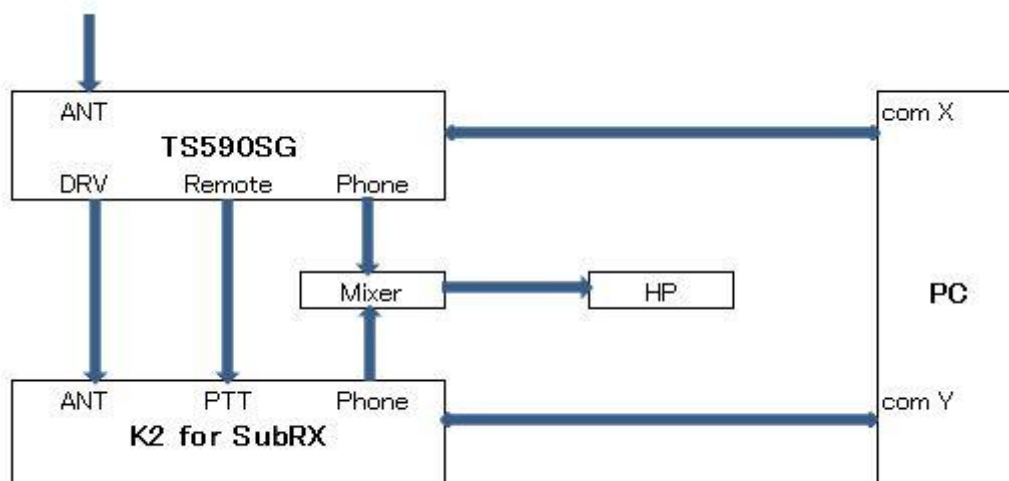 ANT
com X
TS590SG
DRV Remote Phone
Mixer
HP
PC
ANT PTT Phone
com Y
K2 for SubRX